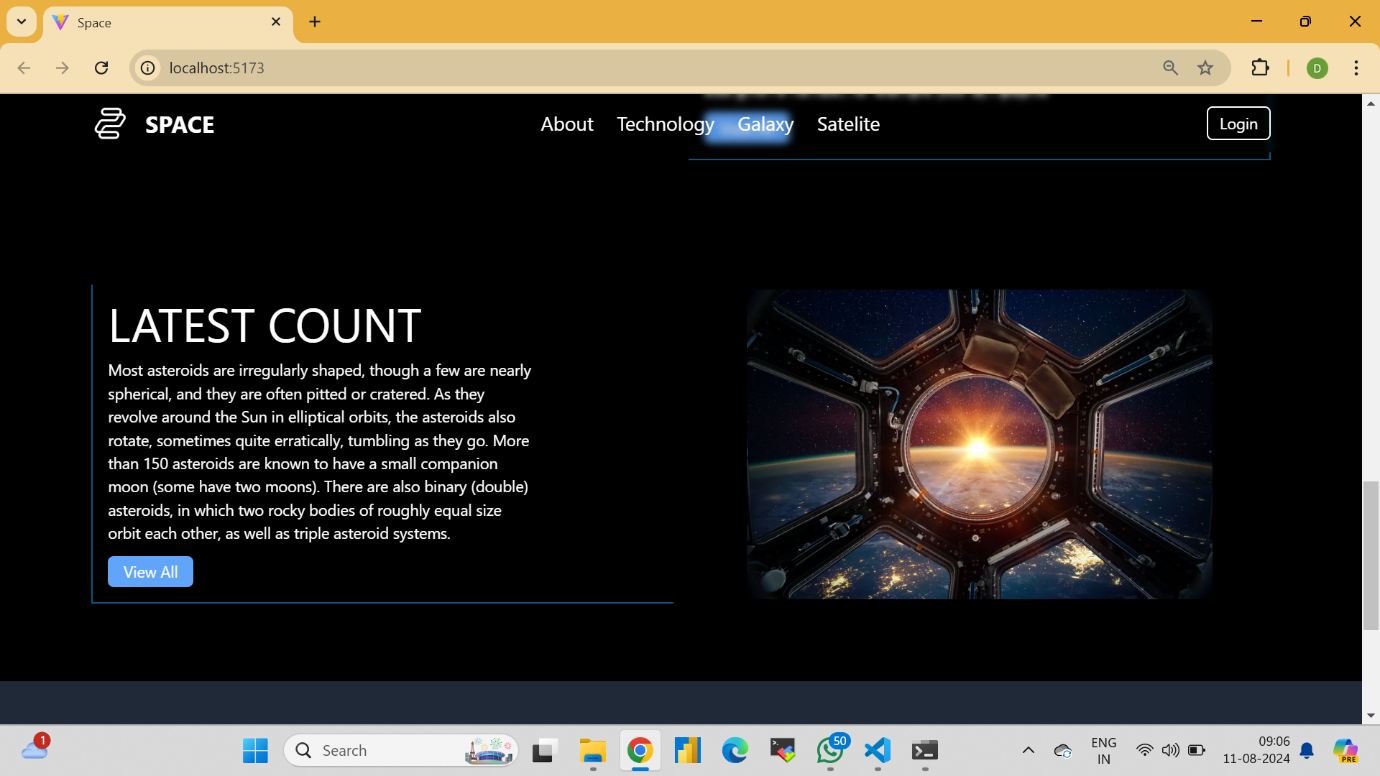 Space
localhost:5173
SPACE
About Technology Galaxy Satelite
Login
LATEST COUNT
Most asteroids are irregularly shaped, though a few are nearly
spherical, and they are often pitted or cratered. As they
revolve around the Sun in elliptical orbits, the asteroids also
rotate, sometimes quite erratically, tumbling as they go. More
than 150 asteroids are known to have a small companion
moon (some have two moons). There are also binary (double)
asteroids, in which two rocky bodies of roughly equal size
orbit each other, as well as triple asteroid systems.
View All
1
Search
50
ENG
IN
09:06
11-08-2024
D
PRE